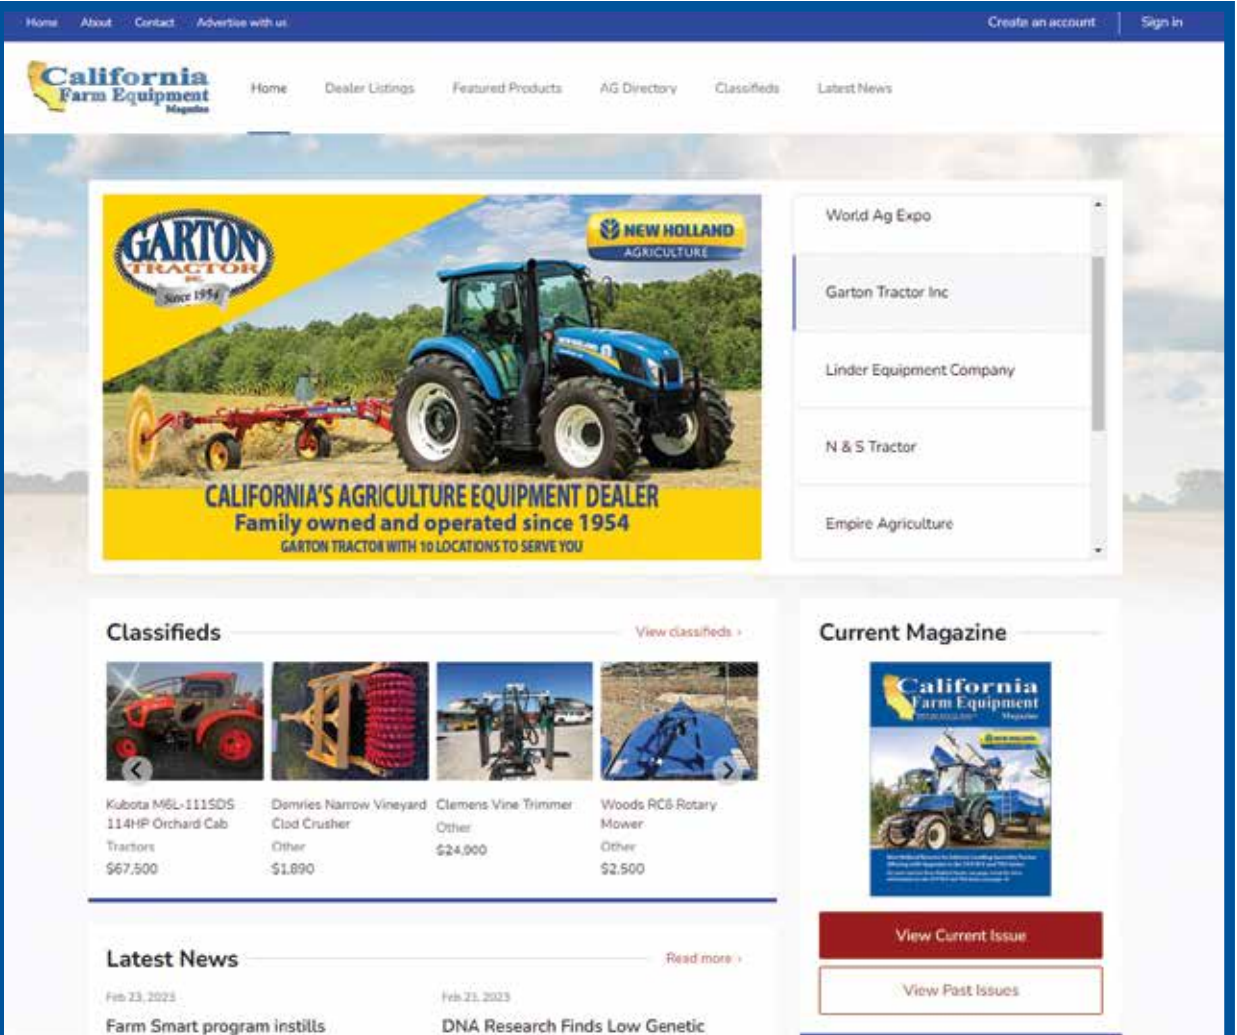 Home About Contact Advertise with us Create an account Sign in
California
Farm Equipment
Magazine
Home Dealer Listings Featured Products AG Directory Classifieds Latest News
GARTON
TRACTOR
INC.
Since 1954
NEW HOLLAND
AGRICULTURE
CALIFORNIA'S AGRICULTURE EQUIPMENT DEALER
Family owned and operated since 1954
GARTON TRACTOR WITH 10 LOCATIONS TO SERVE YOU
World Ag Expo
Garton Tractor Inc
Linder Equipment Company
N & S Tractor
Empire Agriculture
Classifieds View classifieds ›
Kubota M6L-111SDS
114HP Orchard Cab
Tractors
$67,500
Domries Narrow Vineyard
Clod Crusher
Other
$1,890
Clemens Vine Trimmer
Other
$24,900
Woods RC6 Rotary
Mower
Other
$2,500
Current Magazine
California
Farm Equipment
Magazine
NEW HOLLAND
View Current Issue
View Past Issues
Latest News Read more ›
Feb 23, 2023
Farm Smart program instills
Feb 23, 2023
DNA Research Finds Low Genetic